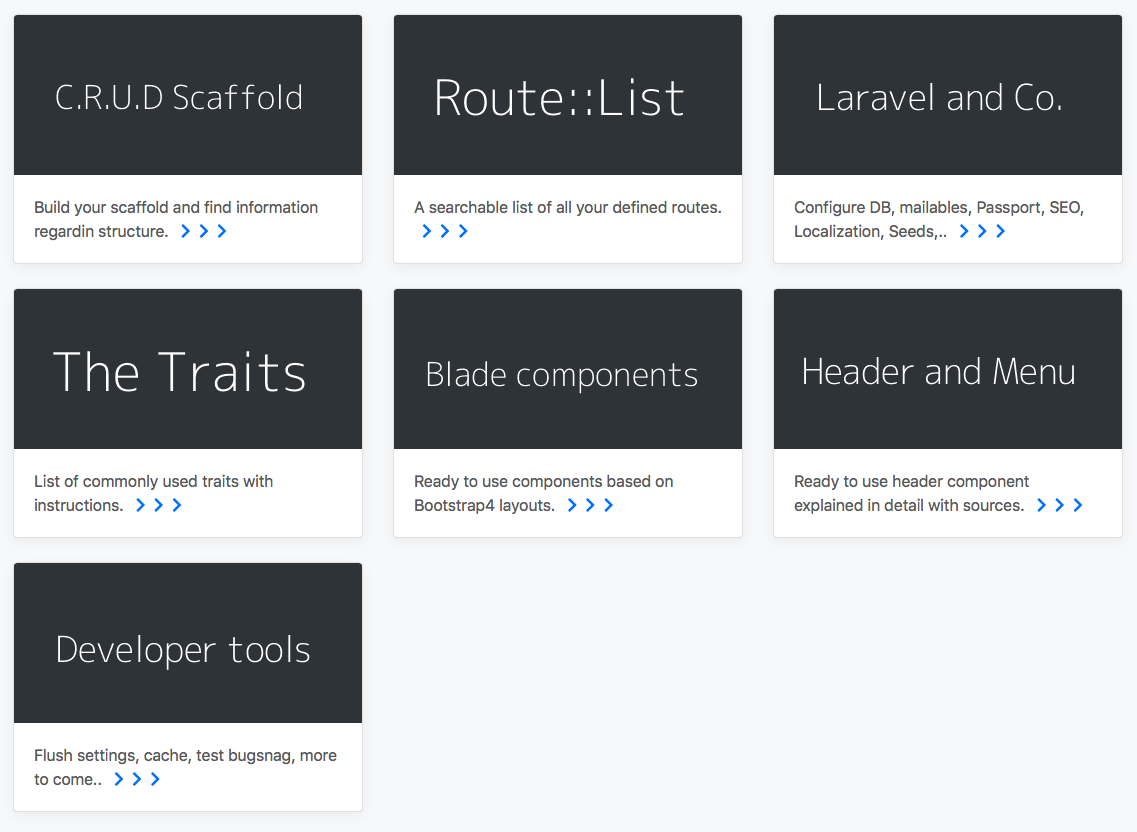 C.R.U.D Scaffold
Build your scaffold and find information
regardin structure.
Route::List
A searchable list of all your defined routes.
Laravel and Co.
Configure DB, mailables, Passport, SEO,
Localization, Seeds,..
The Traits
List of commonly used traits with
instructions.
Blade components
Ready to use components based on
Bootstrap4 layouts.
Header and Menu
Ready to use header component
explained in detail with sources.
Developer tools
Flush settings, cache, test bugsnag, more
to come..